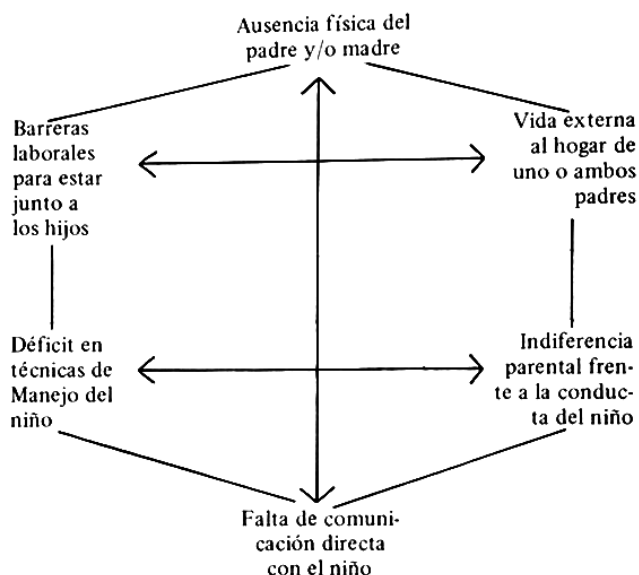 Ausencia física del
padre y/o madre
Barreras
laborales
para estar
junto a
los hijos
Vida externa
al hogar de
uno o ambos
padres
Déficit en
técnicas de
Manejo del
niño
Indiferencia
parental fren-
te a la conduc-
ta del niño
Falta de comuni-
cación directa
con el niño